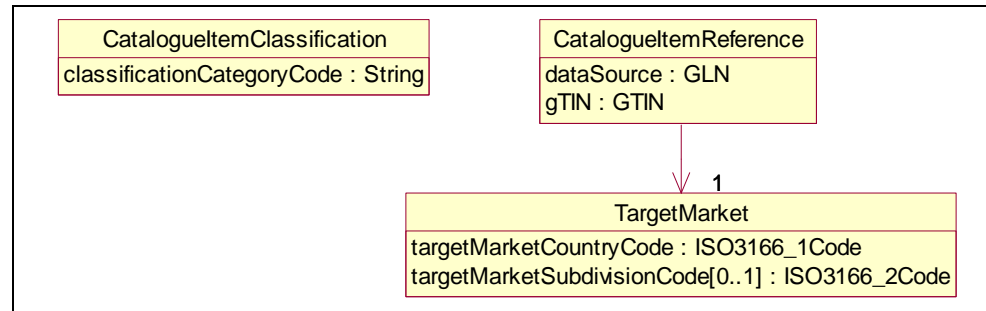 CatalogueItemClassification
classificationCategoryCode : String
CatalogueItemReference
dataSource : GLN
gTIN : GTIN
1
TargetMarket
targetMarketCountryCode : ISO3166_1Code
targetMarketSubdivisionCode[0..1] : ISO3166_2Code